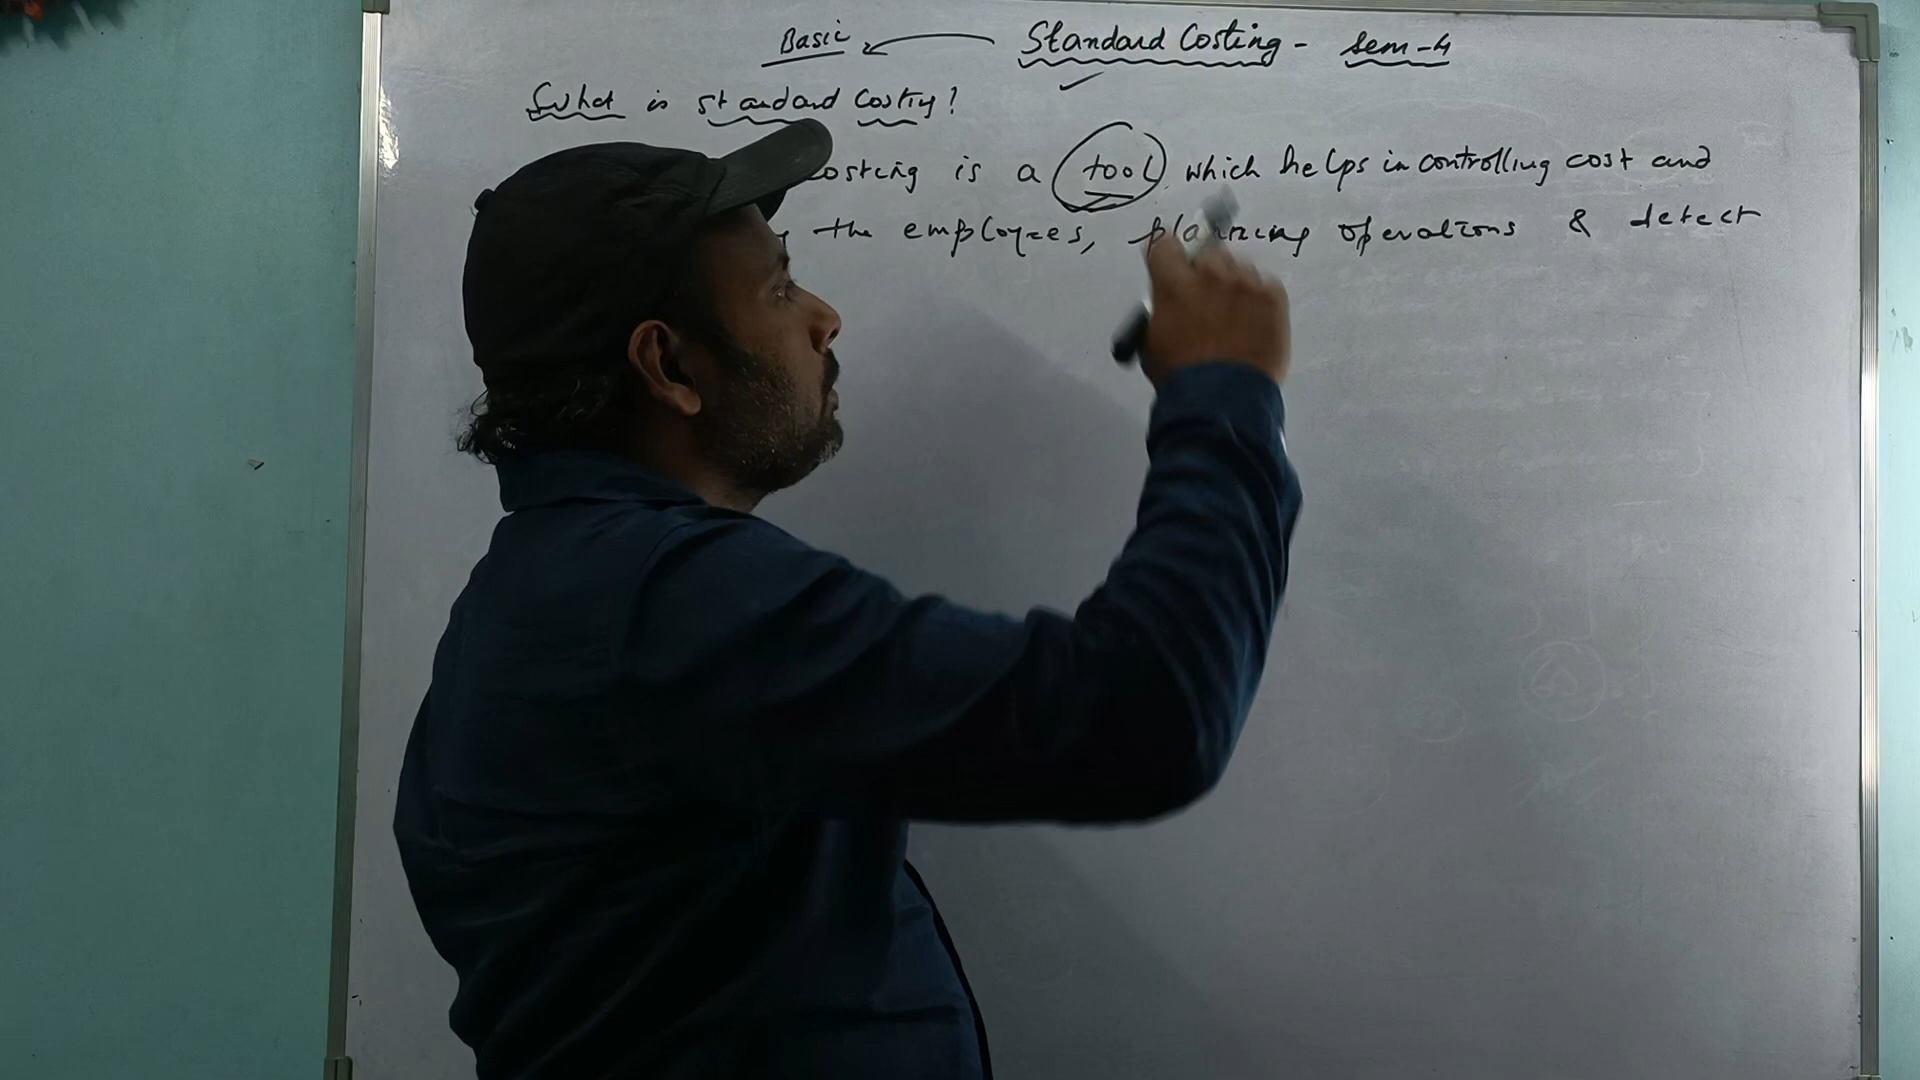 Basic Standard Costing - Sem-4
What is standard Costing?
osting is a tool which helps in controlling cost and
the employees, planning operations & detect